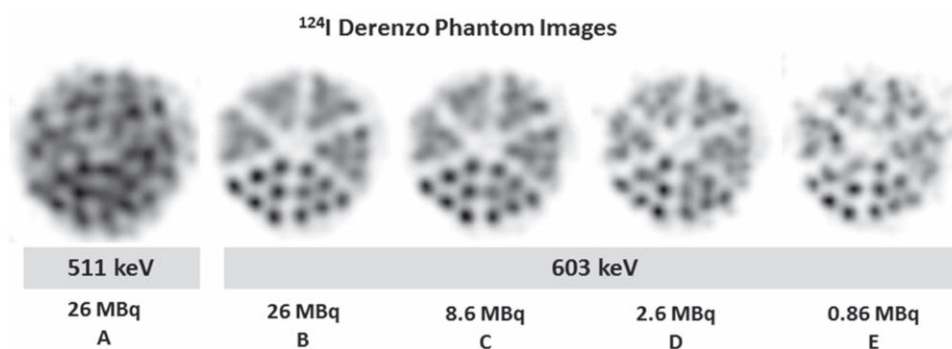 ¹²⁴I Derenzo Phantom Images
511 keV 603 keV
26 MBq 26 MBq 8.6 MBq 2.6 MBq 0.86 MBq
A B C D E